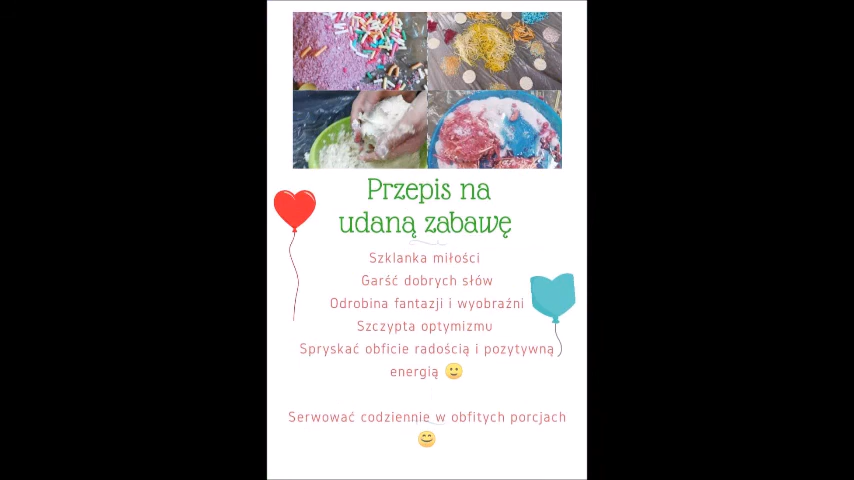 Przepis na
udaną zabawę
Szklanka miłości
Garść dobrych słów
Odrobina fantazji i wyobraźni
Szczypta optymizmu
Spryskać obficie radością i pozytywną
energią 🙂
Serwować codziennie w obfitych porcjach
😊